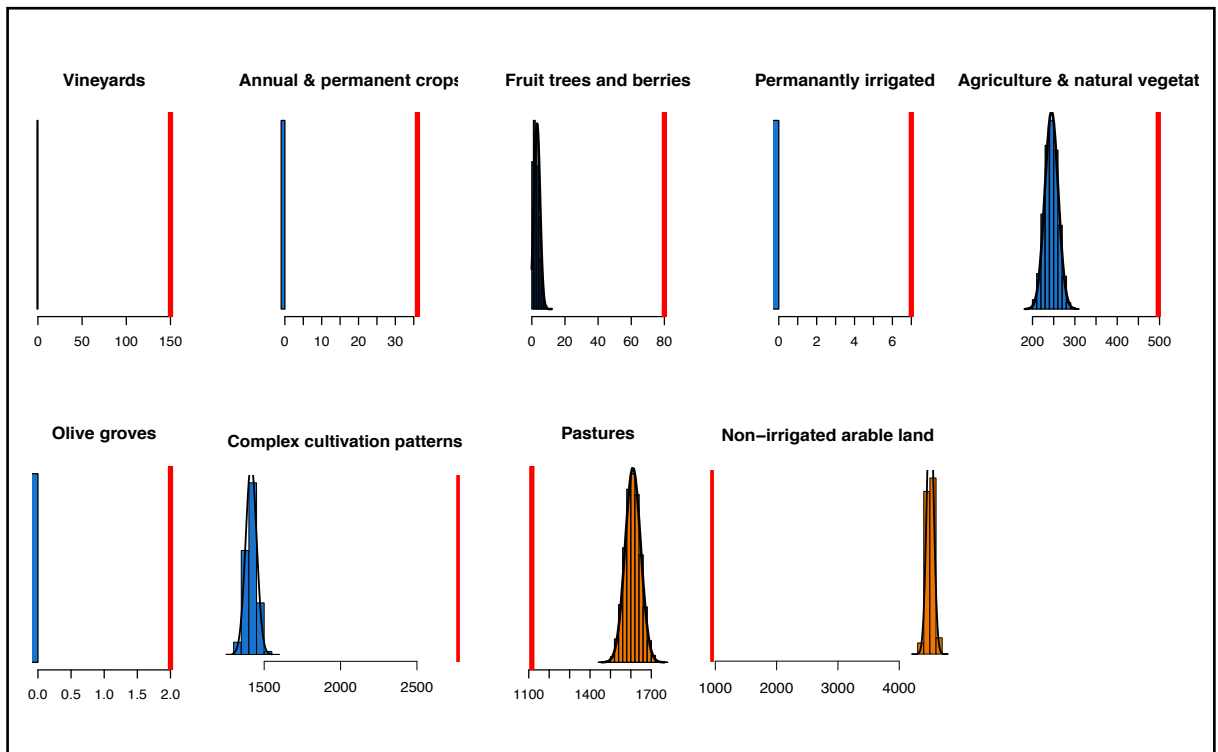 Vineyards
Annual & permanent crops
Fruit trees and berries
Permanantly irrigated
Agriculture & natural vegetat
0 50 100 150
0 10 20 30
0 20 40 60 80
0 2 4 6
200 300 400 500
Olive groves
Complex cultivation patterns
Pastures
Non−irrigated arable land
0.0 0.5 1.0 1.5 2.0
1500 2000 2500
1100 1400 1700
1000 2000 3000 4000